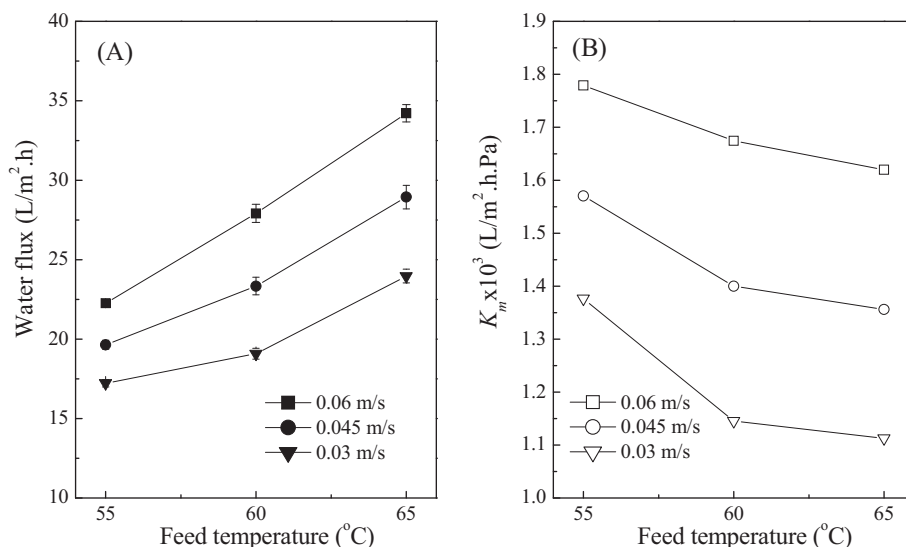 (A)
40
35
30
25
20
15
10
Water flux (L/m².h)
55
60
65
Feed temperature (°C)
0.06 m/s
0.045 m/s
0.03 m/s
(B)
1.9
1.8
1.7
1.6
1.5
1.4
1.3
1.2
1.1
1.0
Kₘx10³ (L/m².h.Pa)
55
60
65
Feed temperature (°C)
0.06 m/s
0.045 m/s
0.03 m/s